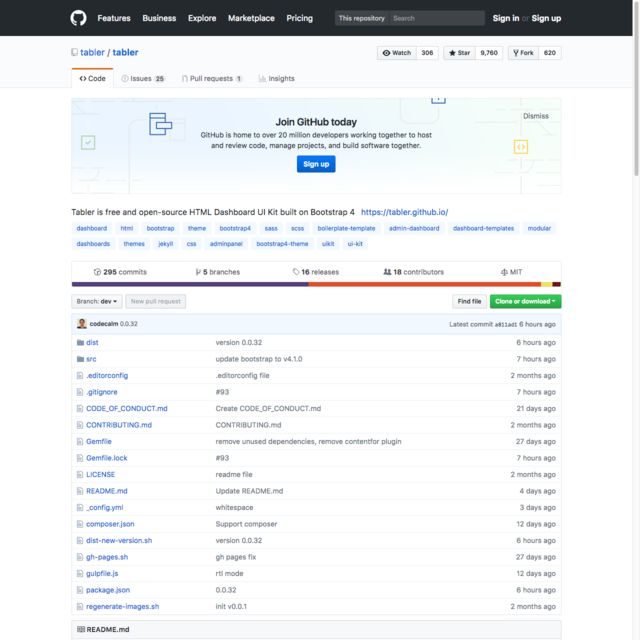 Features Business Explore Marketplace Pricing This repository Search Sign in or Sign up
tabler / tabler Watch 306 Star 9,760 Fork 620
Code Issues 25 Pull requests 1 Insights
Dismiss
Join GitHub today
GitHub is home to over 20 million developers working together to host
and review code, manage projects, and build software together.
Sign up
Tabler is free and open-source HTML Dashboard UI Kit built on Bootstrap 4 https://tabler.github.io/
dashboard html bootstrap theme bootstrap4 sass scss boilerplate-template admin-dashboard dashboard-templates modular
dashboards themes jekyll css adminpanel bootstrap4-theme uikit ui-kit
295 commits 5 branches 16 releases 18 contributors MIT
Branch: dev New pull request Find file Clone or download
codecalm 0.0.32 Latest commit a811ad1 6 hours ago
dist version 0.0.32 6 hours ago
src update bootstrap to v4.1.0 7 hours ago
.editorconfig .editorconfig file 2 months ago
.gitignore #93 7 hours ago
CODE_OF_CONDUCT.md Create CODE_OF_CONDUCT.md 21 days ago
CONTRIBUTING.md CONTRIBUTING.md 2 months ago
Gemfile remove unused dependencies, remove contentfor plugin 27 days ago
Gemfile.lock #93 7 hours ago
LICENSE readme file 2 months ago
README.md Update README.md 4 days ago
_config.yml whitespace 3 days ago
composer.json Support composer 12 days ago
dist-new-version.sh version 0.0.32 6 hours ago
gh-pages.sh gh pages fix 27 days ago
gulpfile.js rtl mode 12 days ago
package.json 0.0.32 6 hours ago
regenerate-images.sh init v0.0.1 2 months ago
README.md